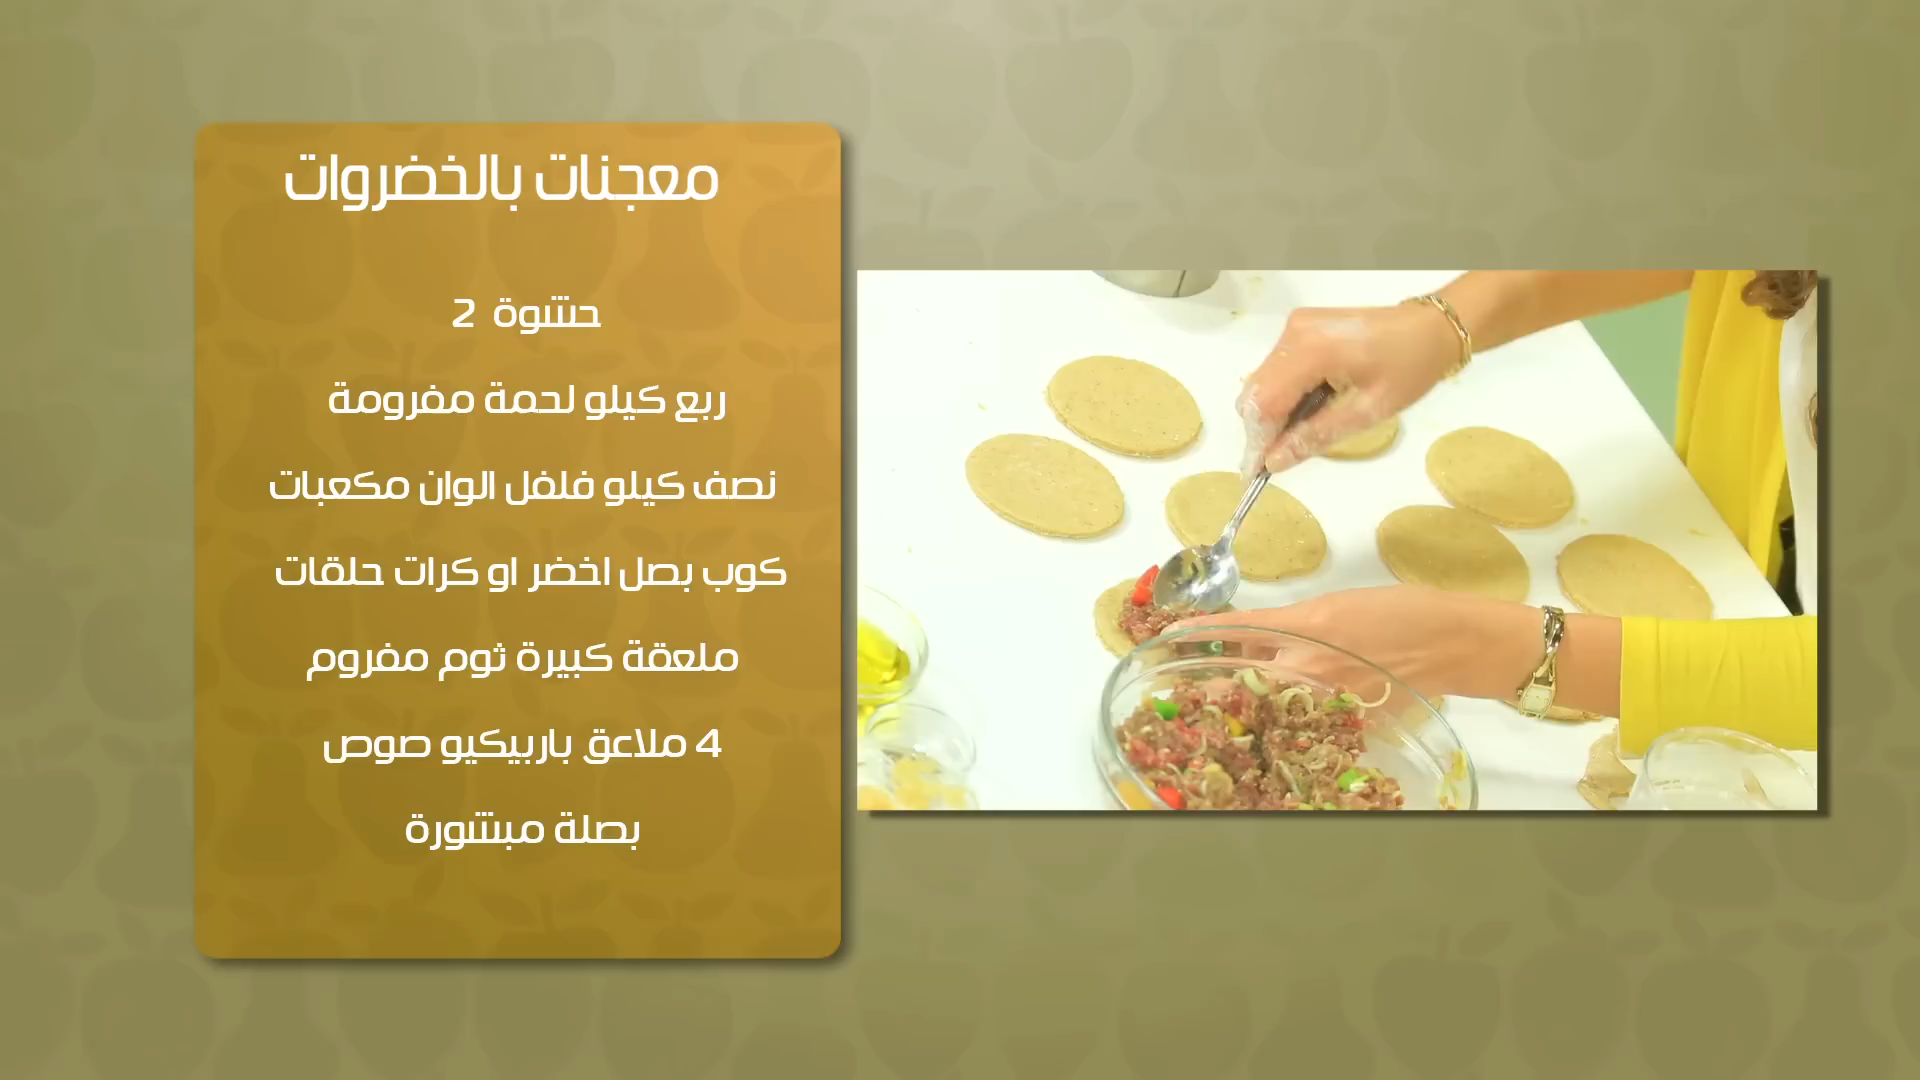 معجنات بالخضروات
حشوة 2
ربع كيلو لحمة مفرومة
نصف كيلو فلفل الوان مكعبات
كوب بصل اخضر او كرات حلقات
ملعقة كبيرة ثوم مفروم
4 ملاعق باربيكيو صوص
بصلة مبشورة